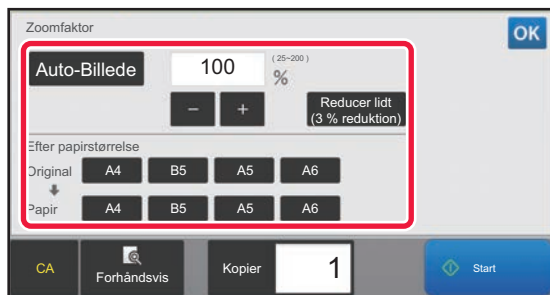 Zoomfaktor
OK
Auto-Billede
100
(25~200)
%
−
+
Reducer lidt
(3 % reduktion)
Efter papirstørrelse
Original
A4
B5
A5
A6
Papir
A4
B5
A5
A6
CA
Forhåndsvis
Kopier
1
Start